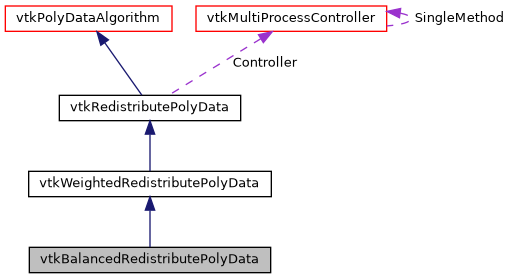 vtkPolyDataAlgorithm
vtkMultiProcessController
SingleMethod
Controller
vtkRedistributePolyData
vtkWeightedRedistributePolyData
vtkBalancedRedistributePolyData